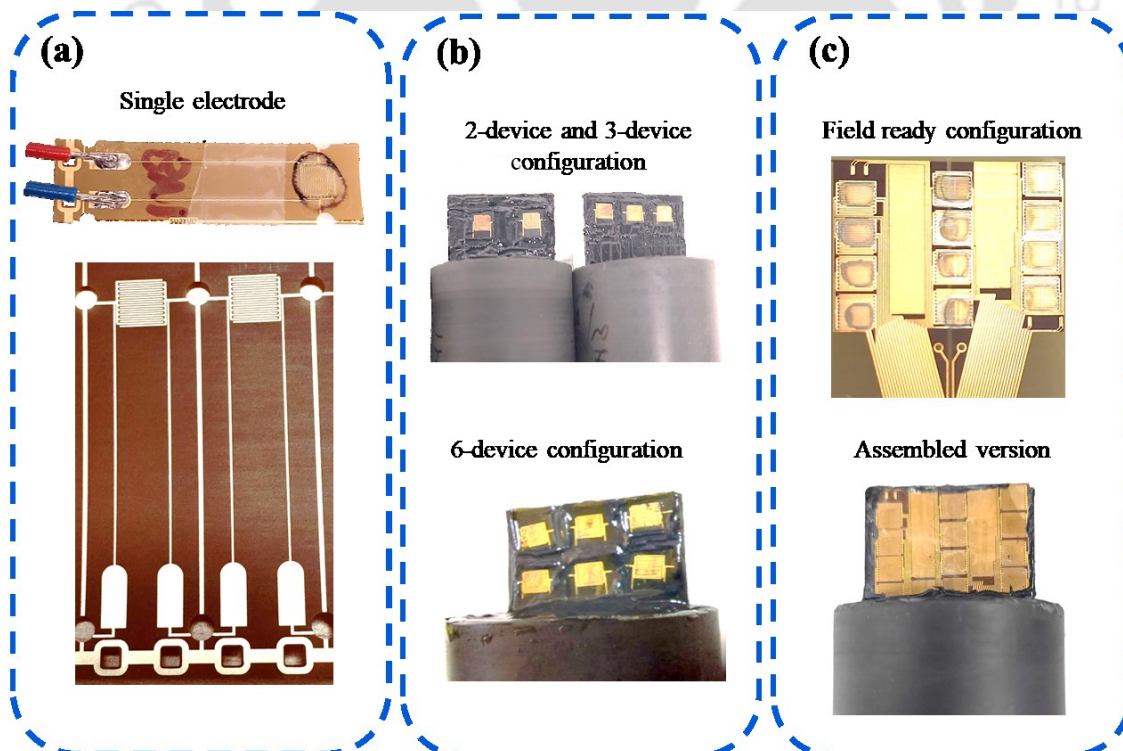 (a)
Single electrode
(b)
2-device and 3-device
configuration
6-device configuration
(c)
Field ready configuration
Assembled version